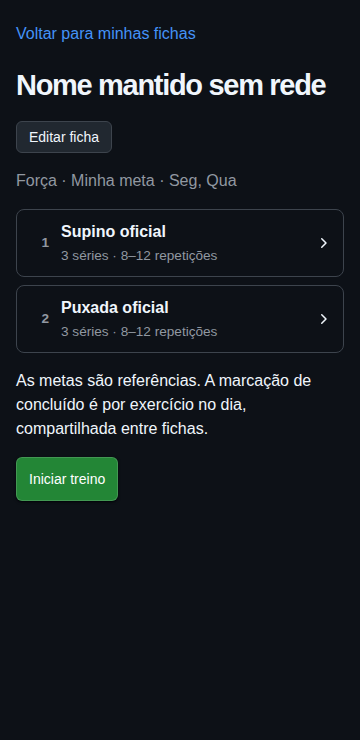 Voltar para minhas fichas
Nome mantido sem rede
Editar ficha
Força · Minha meta · Seg, Qua
1
Supino oficial
3 séries · 8–12 repetições
2
Puxada oficial
3 séries · 8–12 repetições
As metas são referências. A marcação de
concluído é por exercício no dia,
compartilhada entre fichas.
Iniciar treino